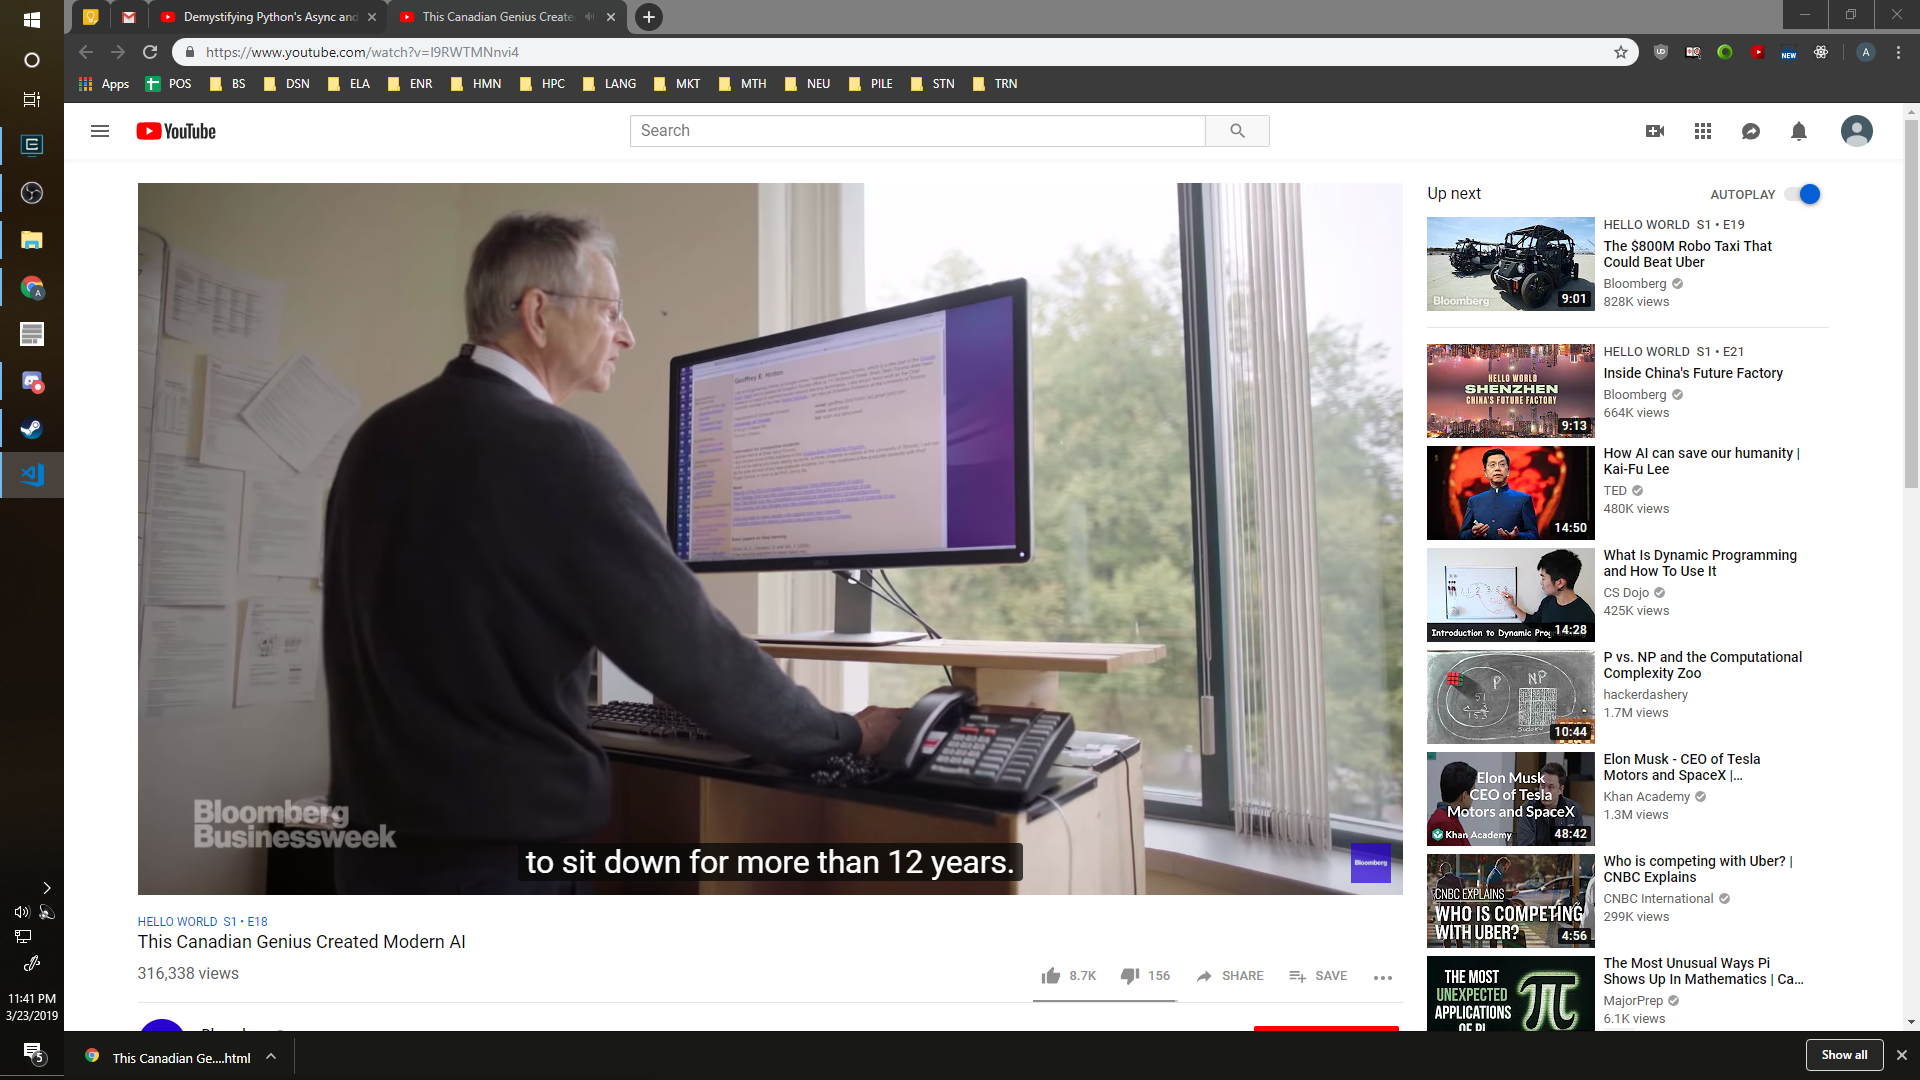 Demystifying Python's Async and
This Canadian Genius Create
https://www.youtube.com/watch?v=I9RWTMNnvi4
Apps
POS
BS
DSN
ELA
ENR
HMN
HPC
LANG
MKT
MTH
NEU
PILE
STN
TRN
YouTube
Search
Geoffrey E. Hinton
Bloomberg
Businessweek
to sit down for more than 12 years.
Bloomberg
HELLO WORLD S1 • E18
This Canadian Genius Created Modern AI
316,338 views
8.7K
156
SHARE
SAVE
Up next
AUTOPLAY
Bloomberg
9:01
HELLO WORLD S1 • E19
The $800M Robo Taxi That
Could Beat Uber
Bloomberg
828K views
HELLO WORLD
SHENZHEN
CHINA'S FUTURE FACTORY
9:13
HELLO WORLD S1 • E21
Inside China's Future Factory
Bloomberg
664K views
14:50
How AI can save our humanity |
Kai-Fu Lee
TED
480K views
Introduction to Dynamic
14:28
What Is Dynamic Programming
and How To Use It
CS Dojo
425K views
P
NP
10:44
P vs. NP and the Computational
Complexity Zoo
hackerdashery
1.7M views
Elon Musk
CEO of Tesla
Motors and SpaceX
Khan Academy
48:42
Elon Musk - CEO of Tesla
Motors and SpaceX |...
Khan Academy
1.3M views
CNBC EXPLAINS
WHO IS COMPETING
WITH UBER?
4:56
Who is competing with Uber? |
CNBC Explains
CNBC International
299K views
THE MOST
UNEXPECTED
APPLICATIONS
OF PI
π
The Most Unusual Ways Pi
Shows Up In Mathematics | Ca...
MajorPrep
6.1K views
11:41 PM
3/23/2019
5
This Canadian Ge....html
Show all